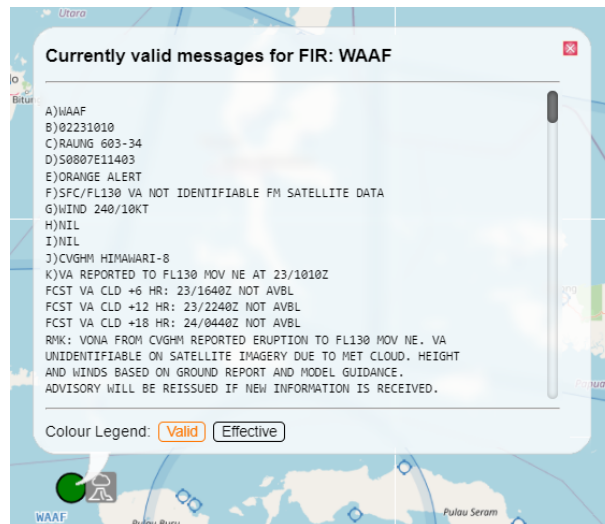 Utara
Currently valid messages for FIR: WAAF
Bitun
A)WAAF
B)02231010
C)RAUNG 603-34
D)S0807E11403
E)ORANGE ALERT
F)SFC/FL130 VA NOT IDENTIFIABLE FM SATELLITE DATA
G)WIND 240/10KT
H)NIL
I)NIL
J)CVGHM HIMAWARI-8
K)VA REPORTED TO FL130 MOV NE AT 23/1010Z
FCST VA CLD +6 HR: 23/1640Z NOT AVBL
FCST VA CLD +12 HR: 23/2240Z NOT AVBL
FCST VA CLD +18 HR: 24/0440Z NOT AVBL
RMK: VONA FROM CVGHM REPORTED ERUPTION TO FL130 MOV NE. VA
UNIDENTIFIABLE ON SATELLITE IMAGERY DUE TO MET CLOUD. HEIGHT
AND WINDS BASED ON GROUND REPORT AND MODEL GUIDANCE.
ADVISORY WILL BE REISSUED IF NEW INFORMATION IS RECEIVED.
Colour Legend: Valid Effective
WAAF
Pulau Buru
Pulau Seram